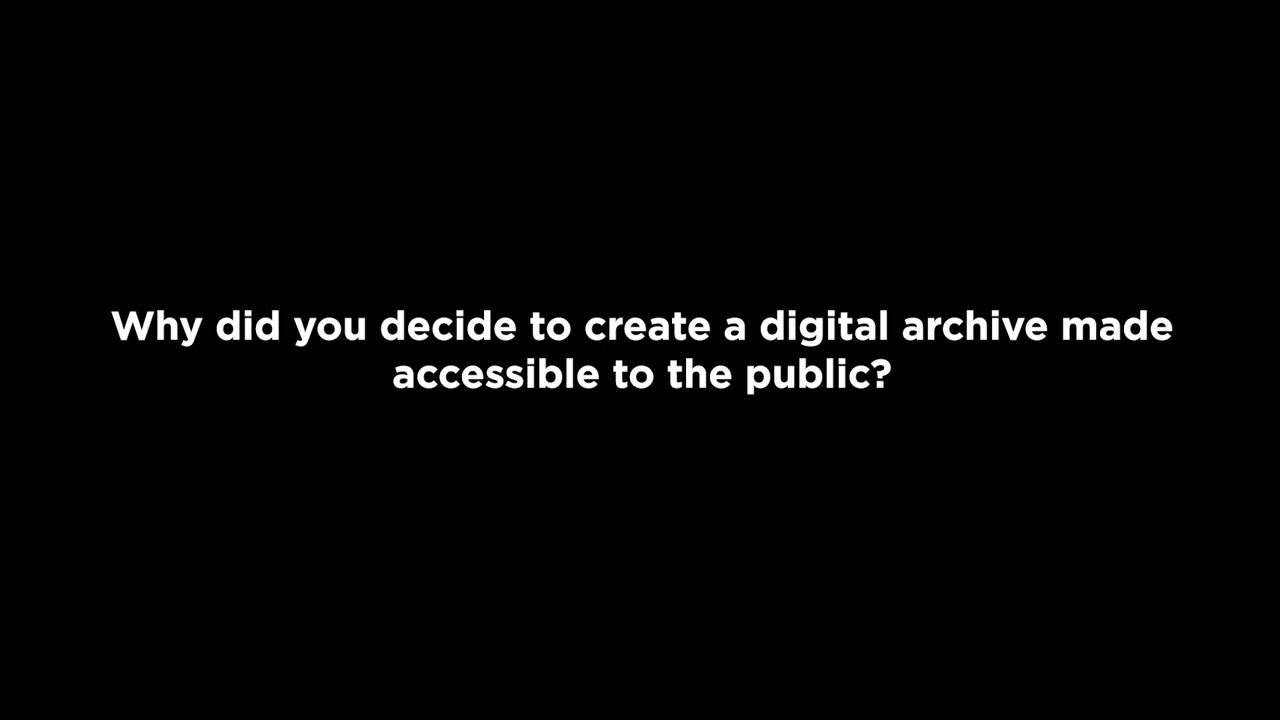 Why did you decide to create a digital archive made
accessible to the public?